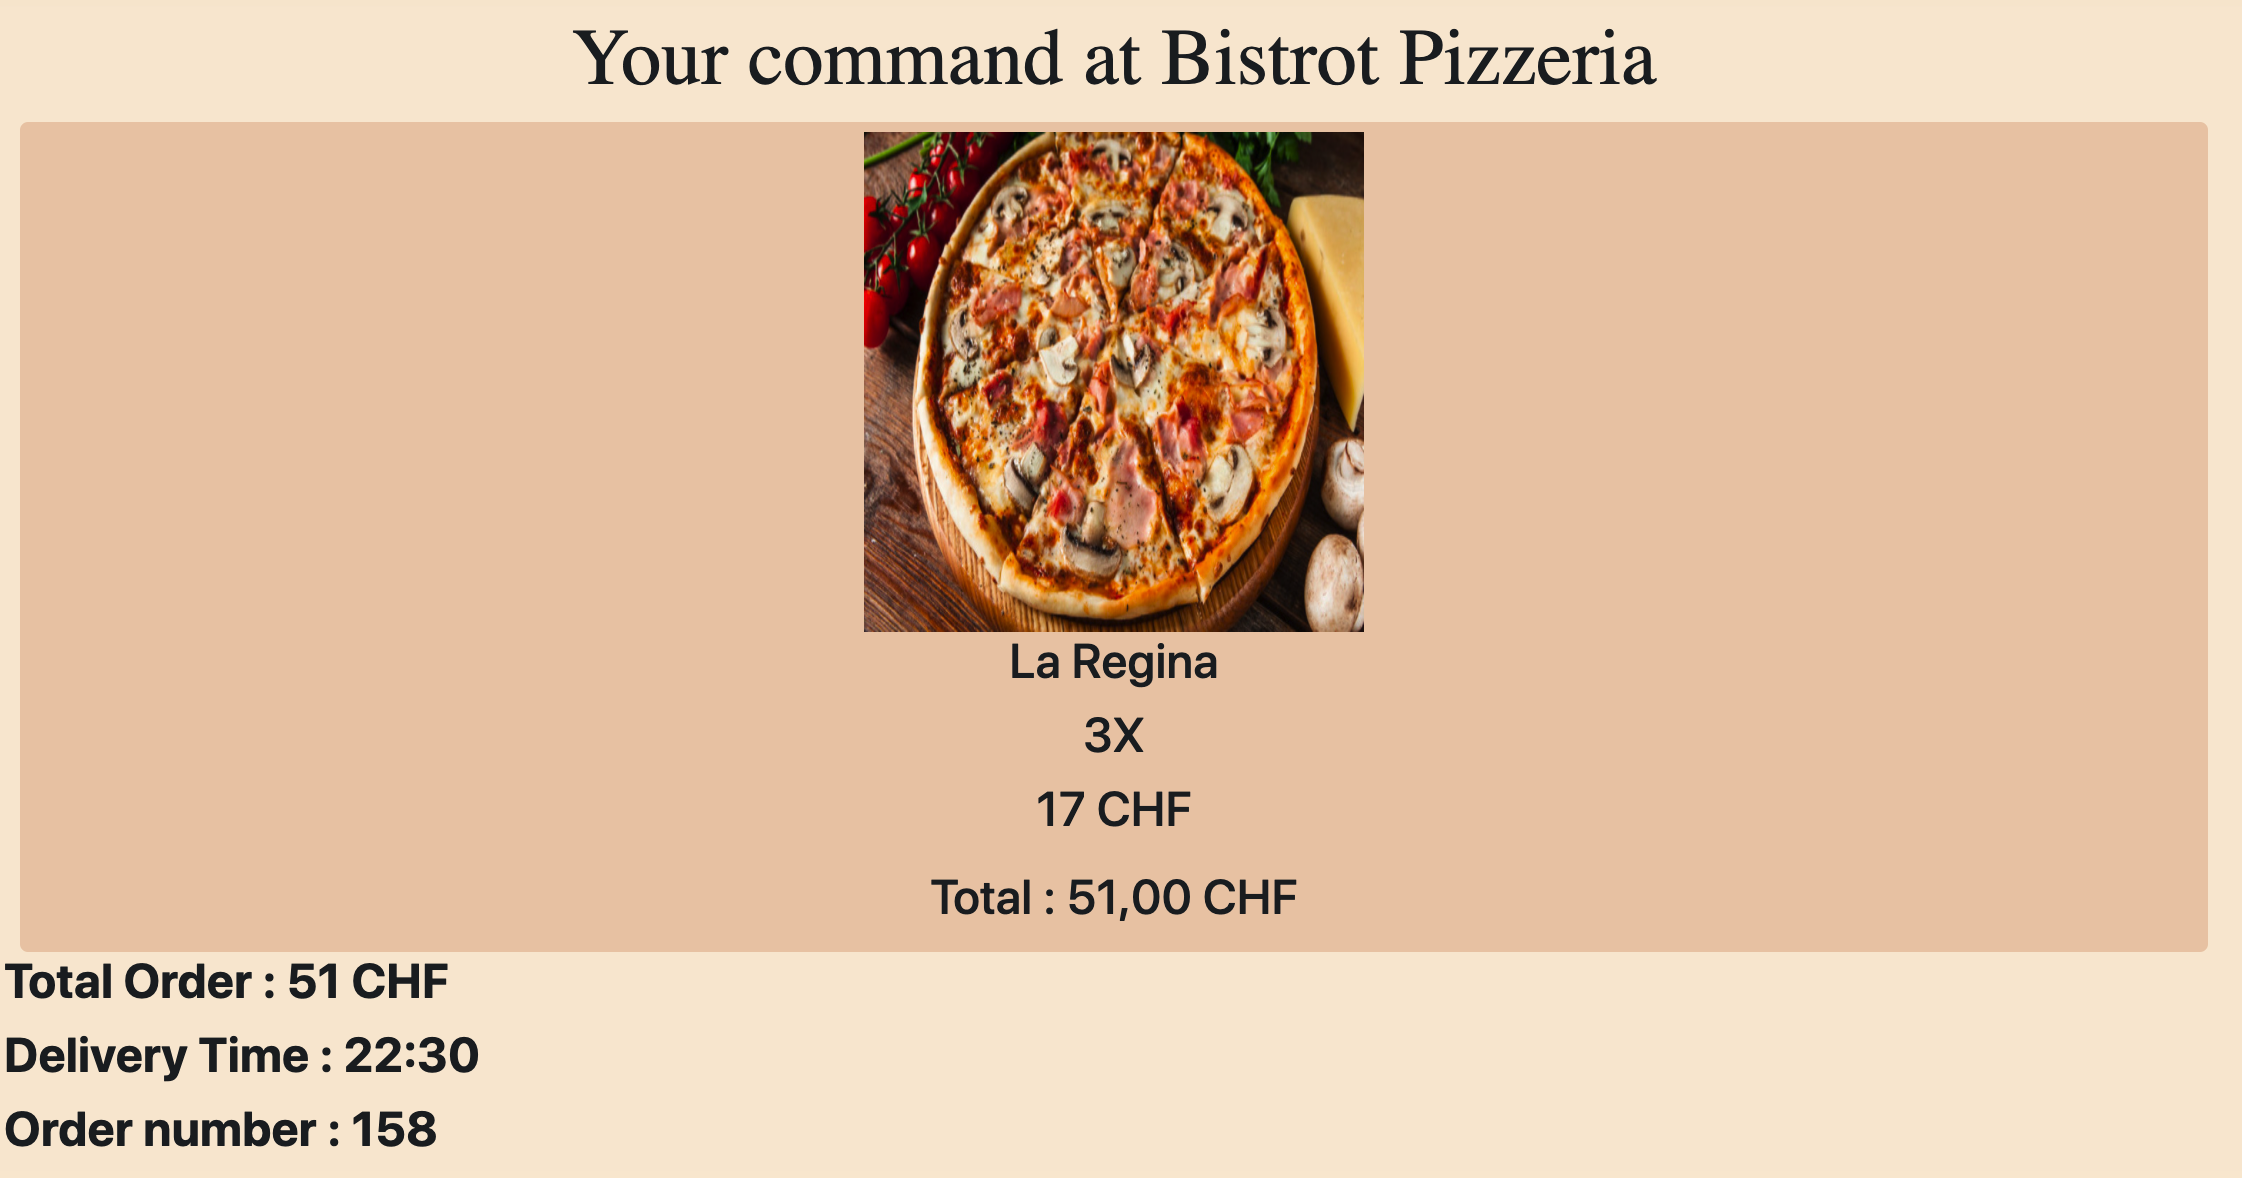 Your command at Bistrot Pizzeria
La Regina
3X
17 CHF
Total : 51,00 CHF
Total Order : 51 CHF
Delivery Time : 22:30
Order number : 158